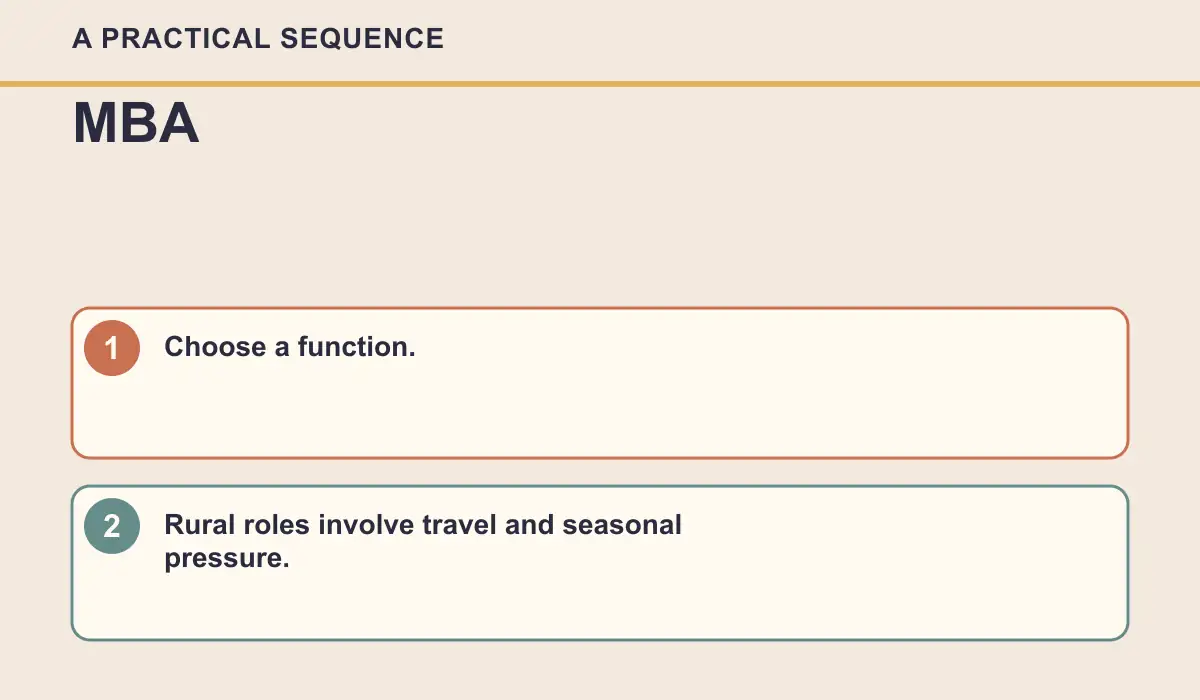 A PRACTICAL SEQUENCE
MBA
1
Choose a function.
2
Rural roles involve travel and seasonal
pressure.